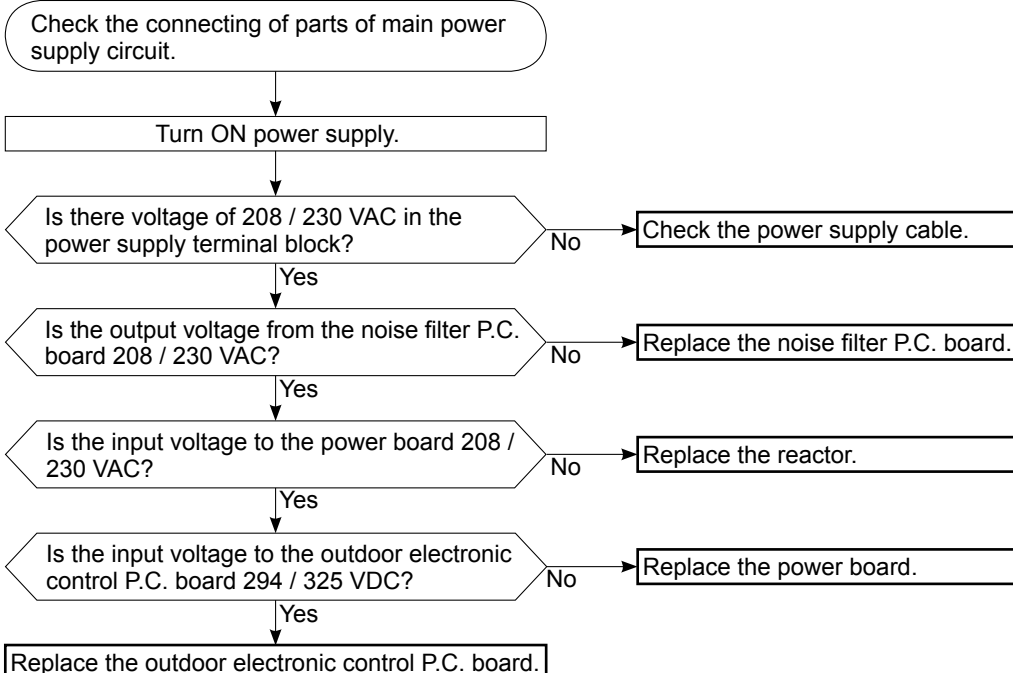 Check the connecting of parts of main power
supply circuit.
Turn ON power supply.
Is there voltage of 208 / 230 VAC in the
power supply terminal block?
No
Check the power supply cable.
Yes
Is the output voltage from the noise filter P.C.
board 208 / 230 VAC?
No
Replace the noise filter P.C. board.
Yes
Is the input voltage to the power board 208 /
230 VAC?
No
Replace the reactor.
Yes
Is the input voltage to the outdoor electronic
control P.C. board 294 / 325 VDC?
No
Replace the power board.
Yes
Replace the outdoor electronic control P.C. board.